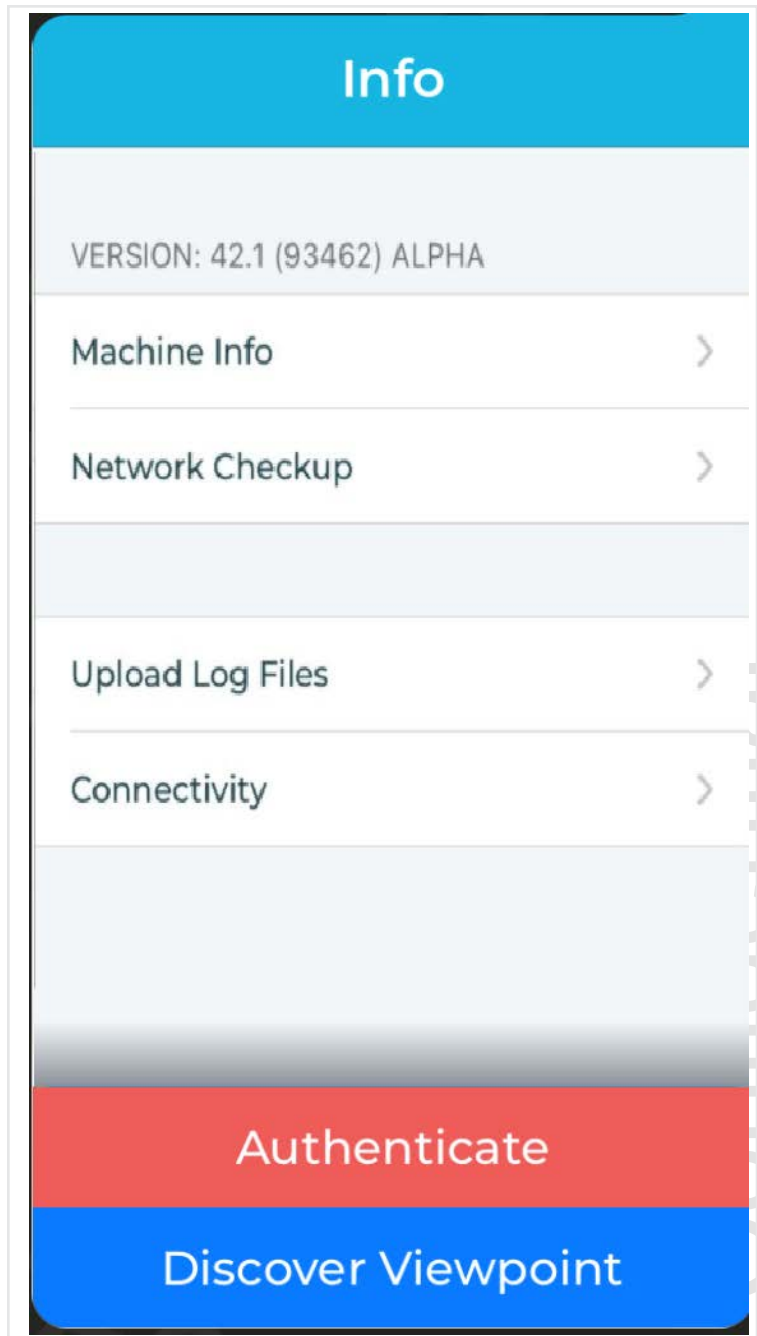 Info
VERSION: 42.1 (93462) ALPHA
Machine Info
Network Checkup
Upload Log Files
Connectivity
Authenticate
Discover Viewpoint